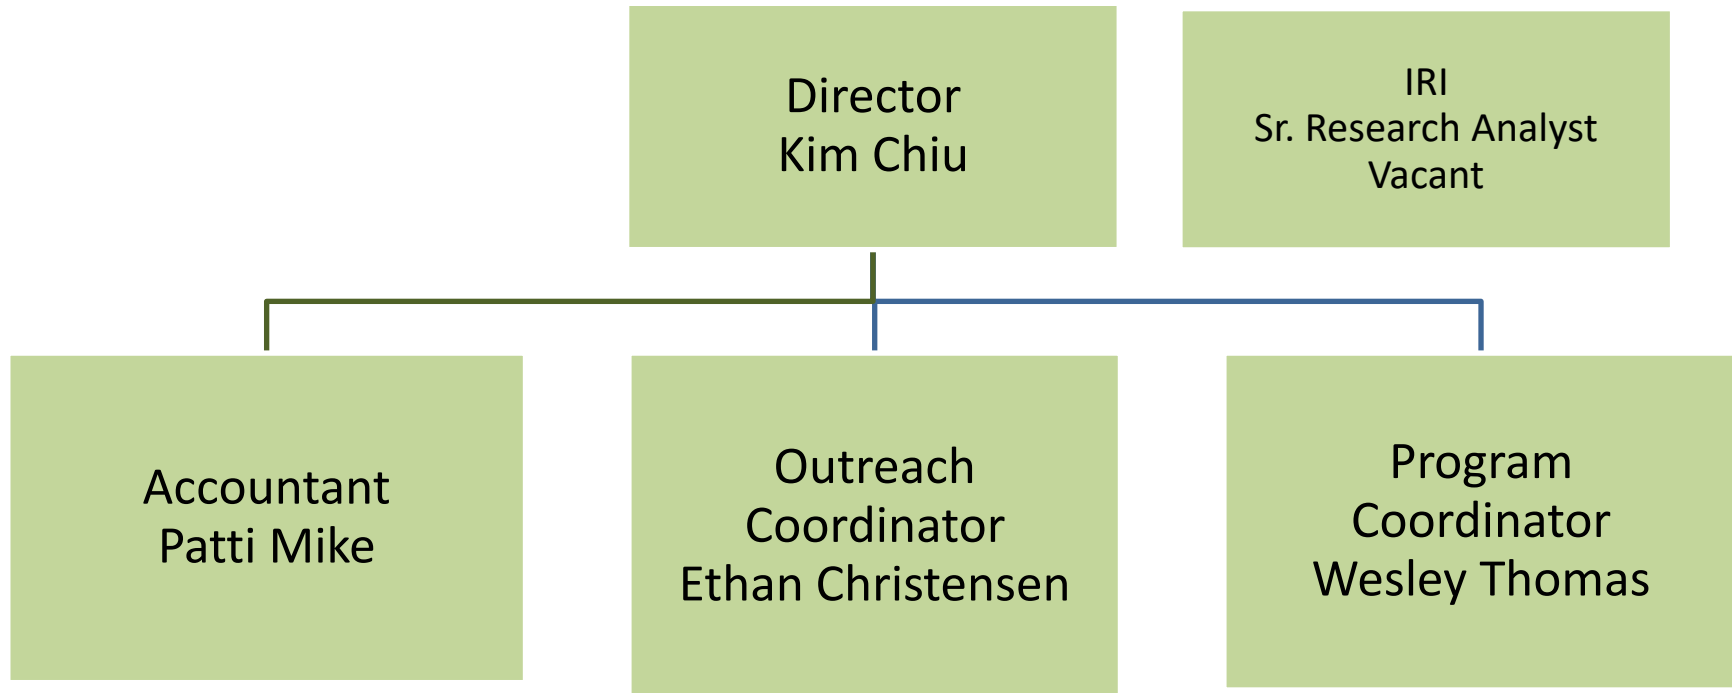 Director
Kim Chiu
IRI
Sr. Research Analyst
Vacant
Accountant
Patti Mike
Outreach
Coordinator
Ethan Christensen
Program
Coordinator
Wesley Thomas